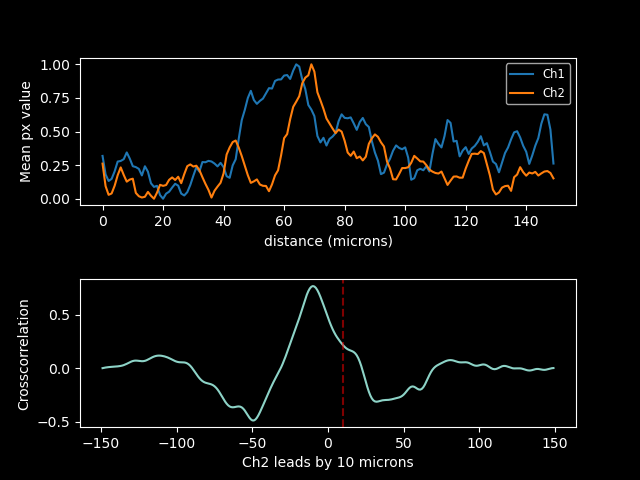 1.00
0.75
0.50
0.25
0.00
Mean px value
Ch1
Ch2
0 20 40 60 80 100 120 140
distance (microns)
0.5
0.0
−0.5
Crosscorrelation
−150 −100 −50 0 50 100 150
Ch2 leads by 10 microns